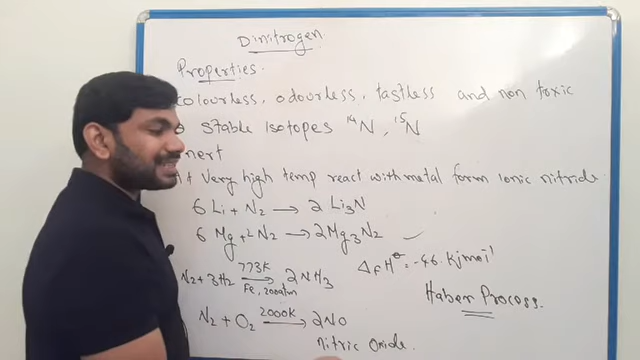 Dinitrogen
Properties.
colourless, odourless, tastless and non toxic
stable isotopes ¹⁴N, ¹⁵N
nert
very high temp react with metal form ionic nitride.
6 Li + N₂ → 2 Li₃N
6 Mg + 2 N₂ → 2 Mg₃N₂
N₂ + 3H₂ 773K → Fe, 200atm 2NH₃ ΔfH⊖ = -46. kjmol⁻¹
Haber Process.
N₂ + O₂ 2000K → 2NO
nitric Oxide.